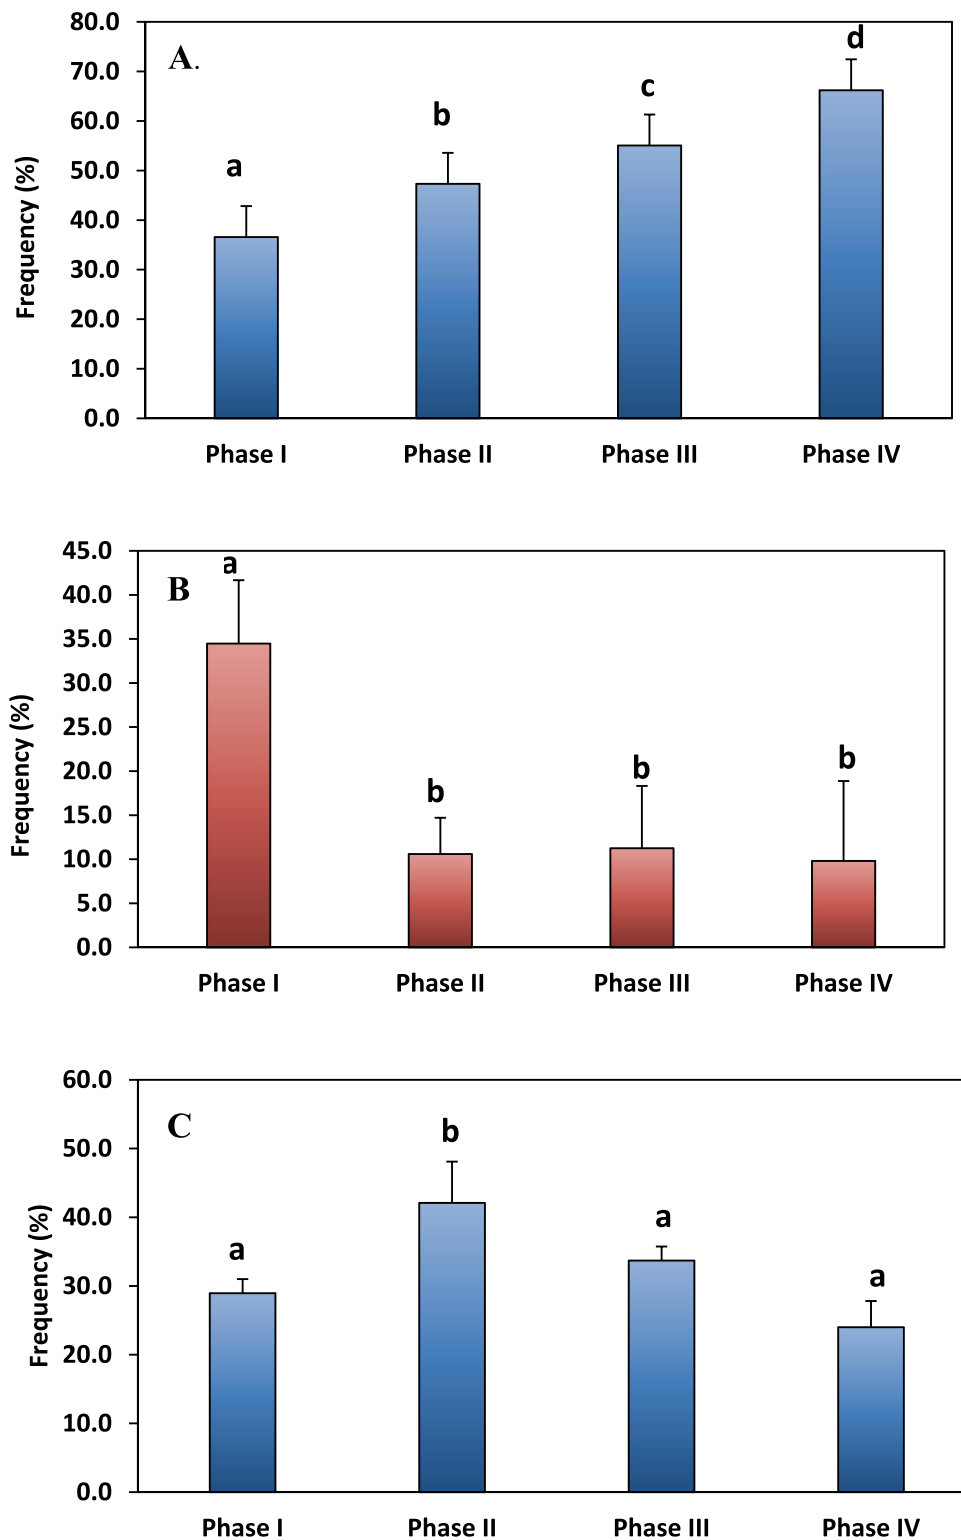 80.0
70.0
60.0
50.0
40.0
30.0
20.0
10.0
0.0
Frequency (%)
A.
a
b
c
d
Phase I Phase II Phase III Phase IV
45.0
40.0
35.0
30.0
25.0
20.0
15.0
10.0
5.0
0.0
Frequency (%)
B
a
b
b
b
Phase I Phase II Phase III Phase IV
60.0
50.0
40.0
30.0
20.0
10.0
0.0
Frequency (%)
C
a
b
a
a
Phase I Phase II Phase III Phase IV